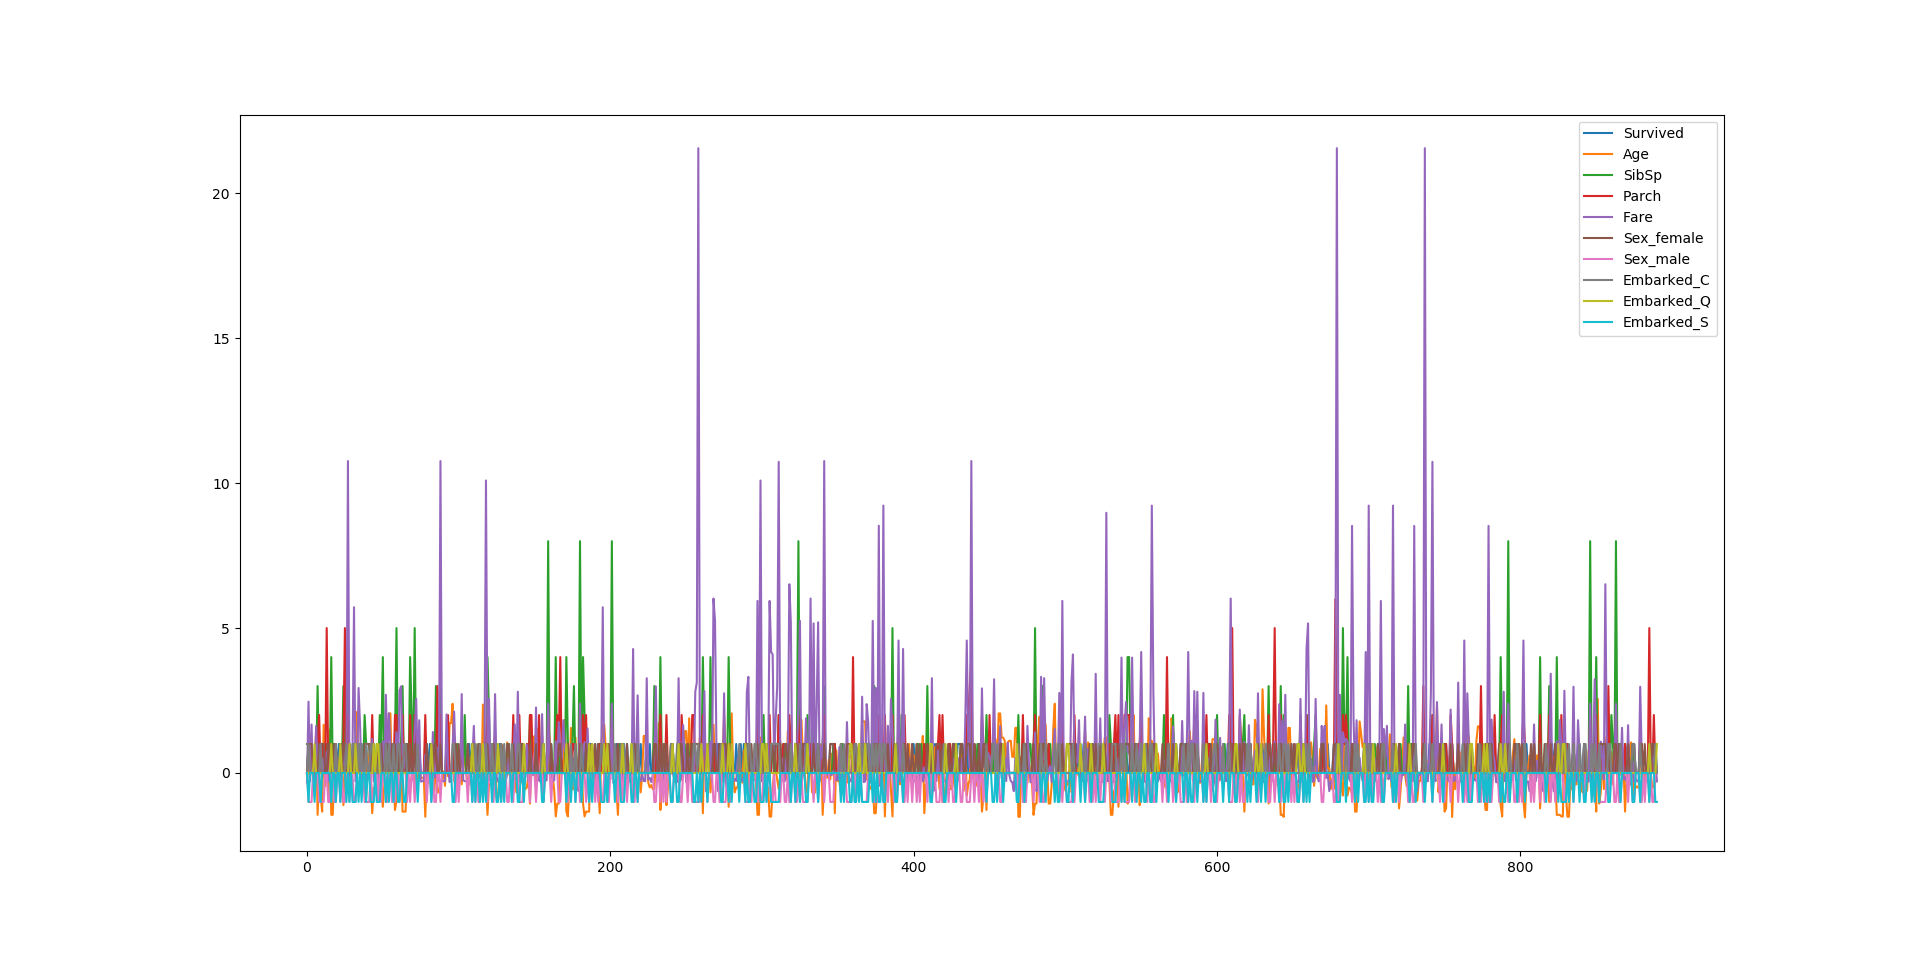 20
15
10
5
0
0 200 400 600 800
Survived
Age
SibSp
Parch
Fare
Sex_female
Sex_male
Embarked_C
Embarked_Q
Embarked_S